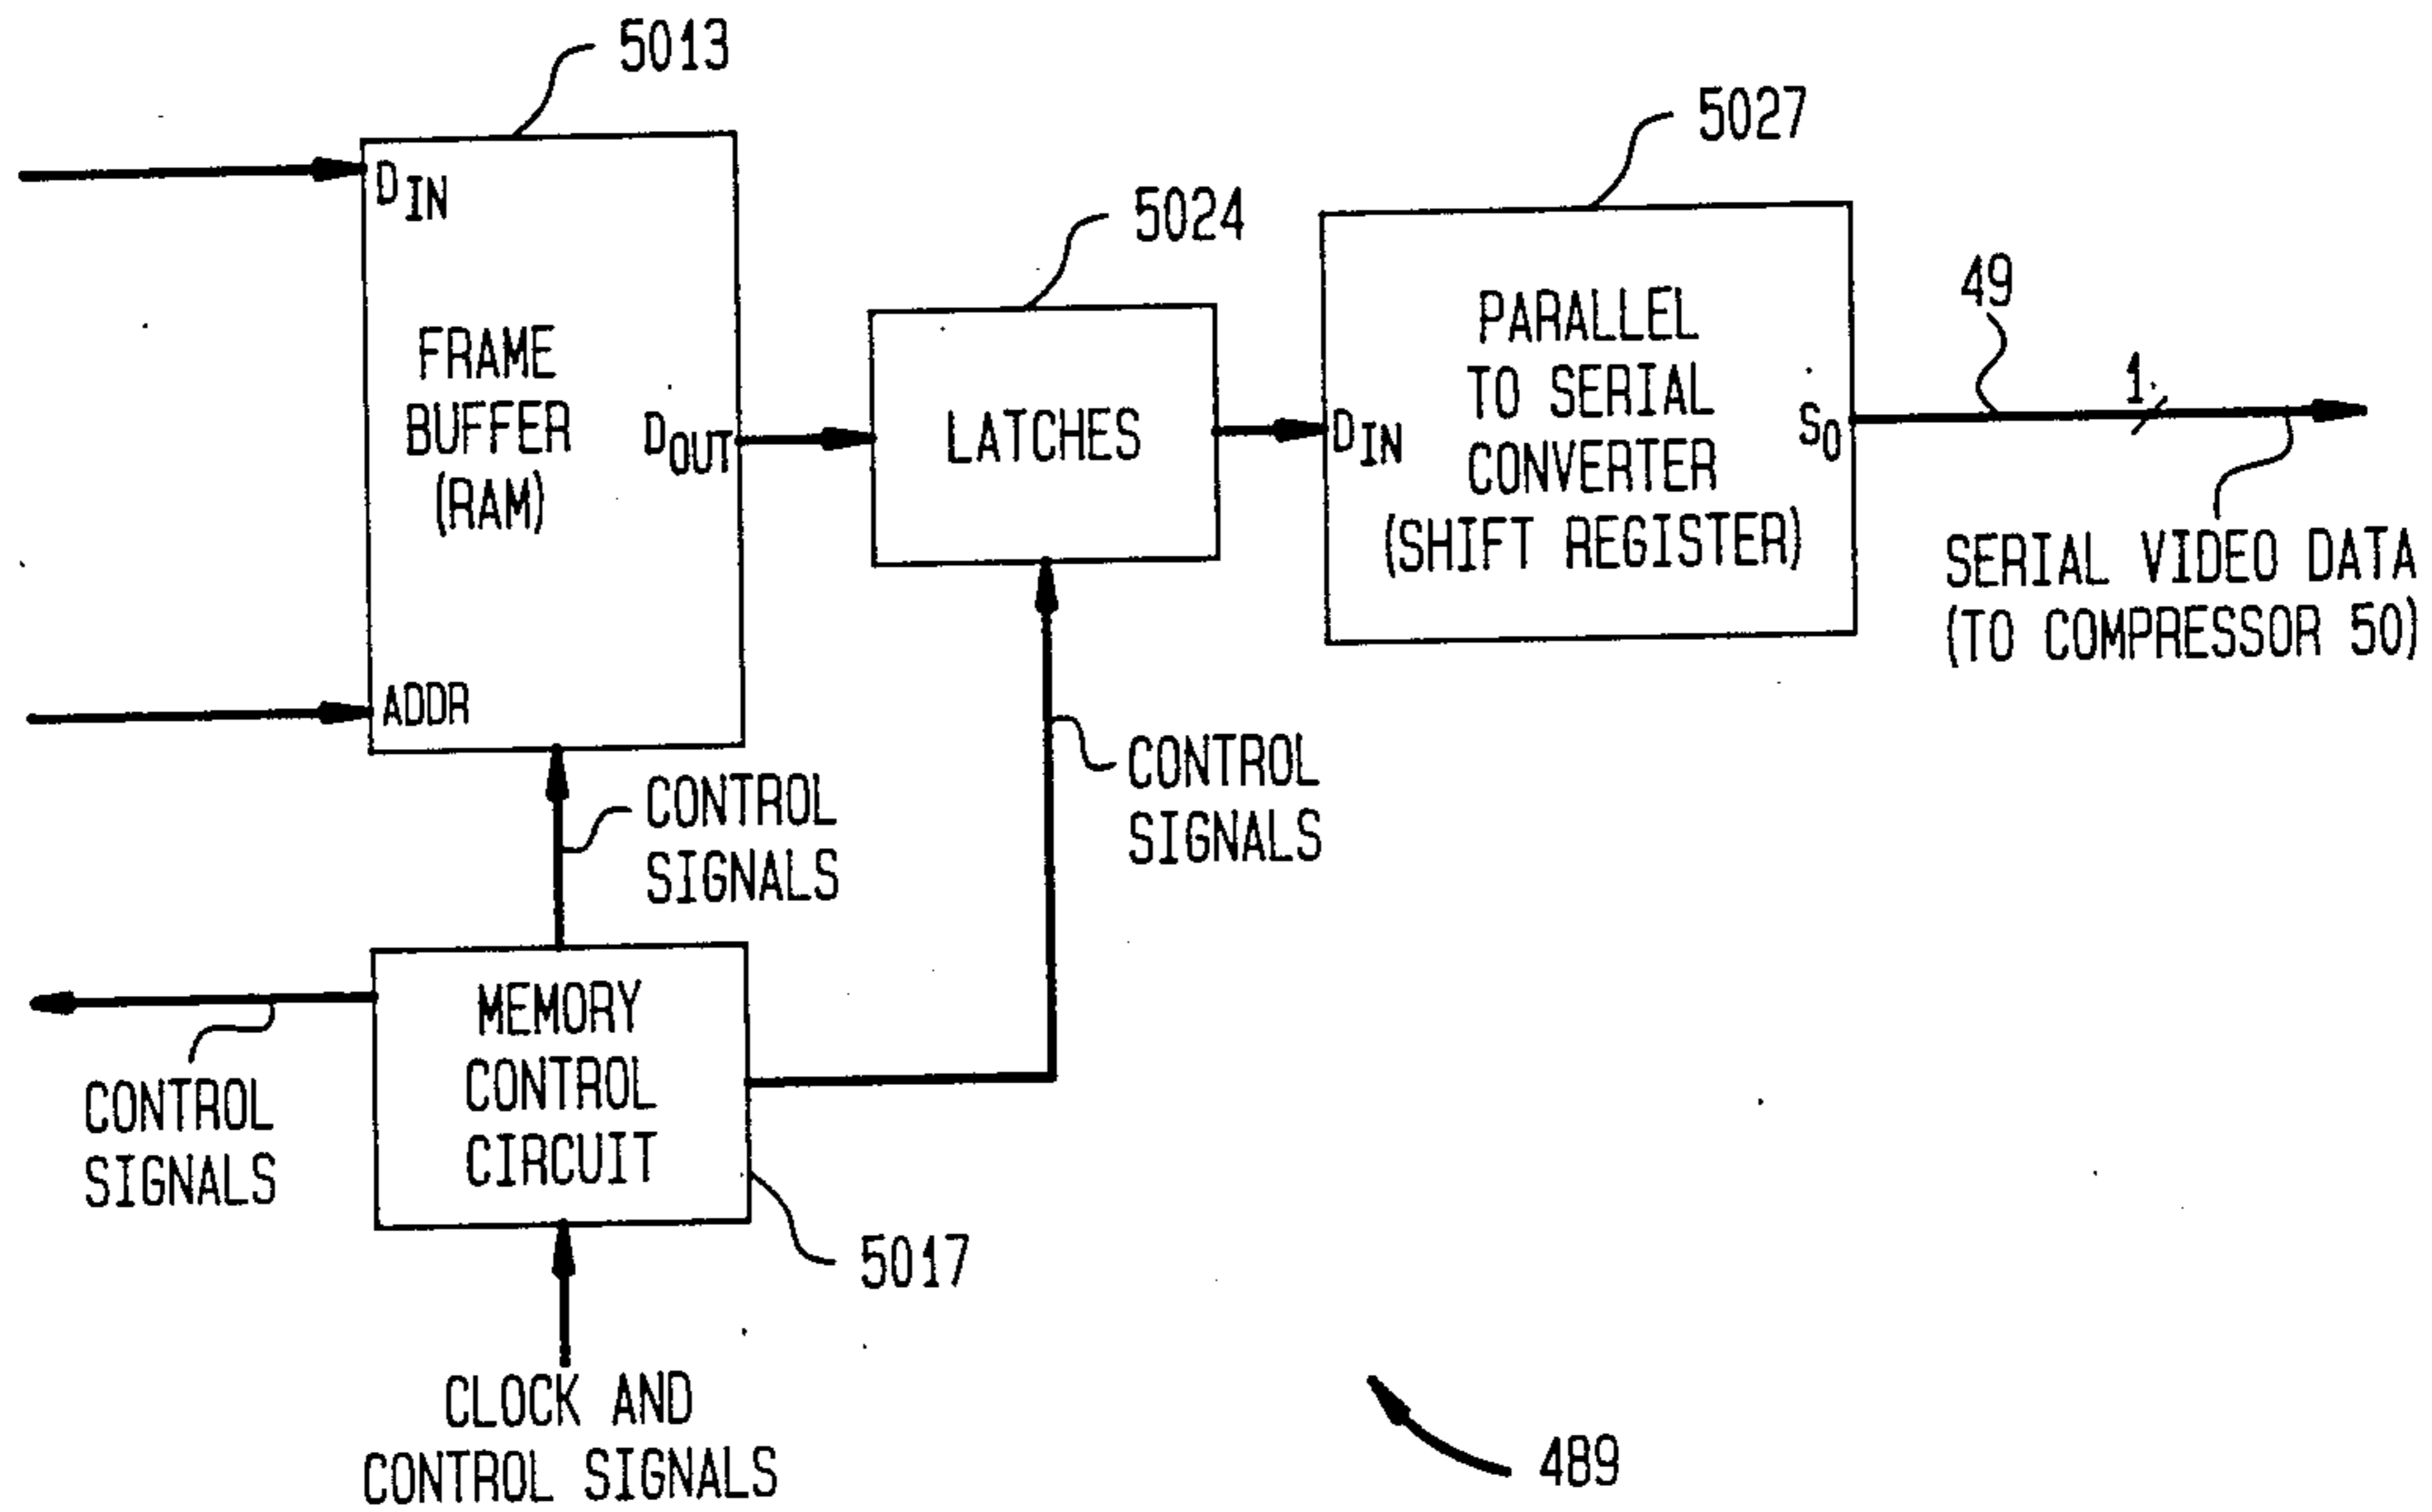 5013
5027
5024
49
1
D IN
FRAME
BUFFER
(RAM)
D OUT
ADDR
LATCHES
D IN
PARALLEL
TO SERIAL
CONVERTER
(SHIFT REGISTER)
S0
SERIAL VIDEO DATA
(TO COMPRESSOR 50)
CONTROL
SIGNALS
CONTROL
SIGNALS
MEMORY
CONTROL
CIRCUIT
CONTROL
SIGNALS
5017
CLOCK AND
CONTROL SIGNALS
489